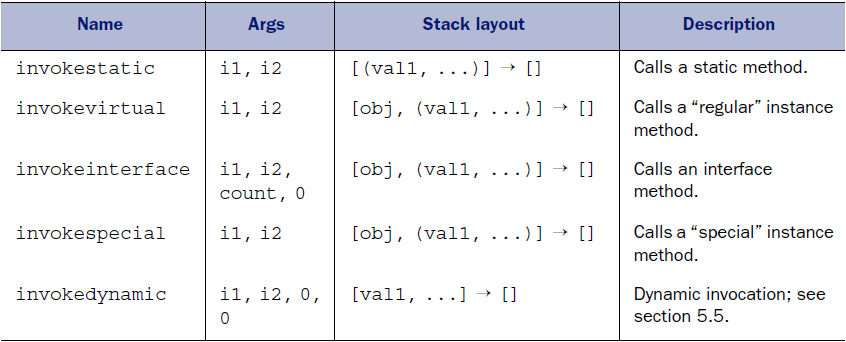 Name Args Stack layout Description
invokestatic i1, i2 [(val1, ...)] → [] Calls a static method.
invokevirtual i1, i2 [obj, (val1, ...)] → [] Calls a “regular” instance
method.
invokeinterface i1, i2, [obj, (val1, ...)] → [] Calls an interface
count, 0 method.
invokespecial i1, i2 [obj, (val1, ...)] → [] Calls a “special” instance
method.
invokedynamic i1, i2, 0, [val1, ...] → [] Dynamic invocation; see
0 section 5.5.